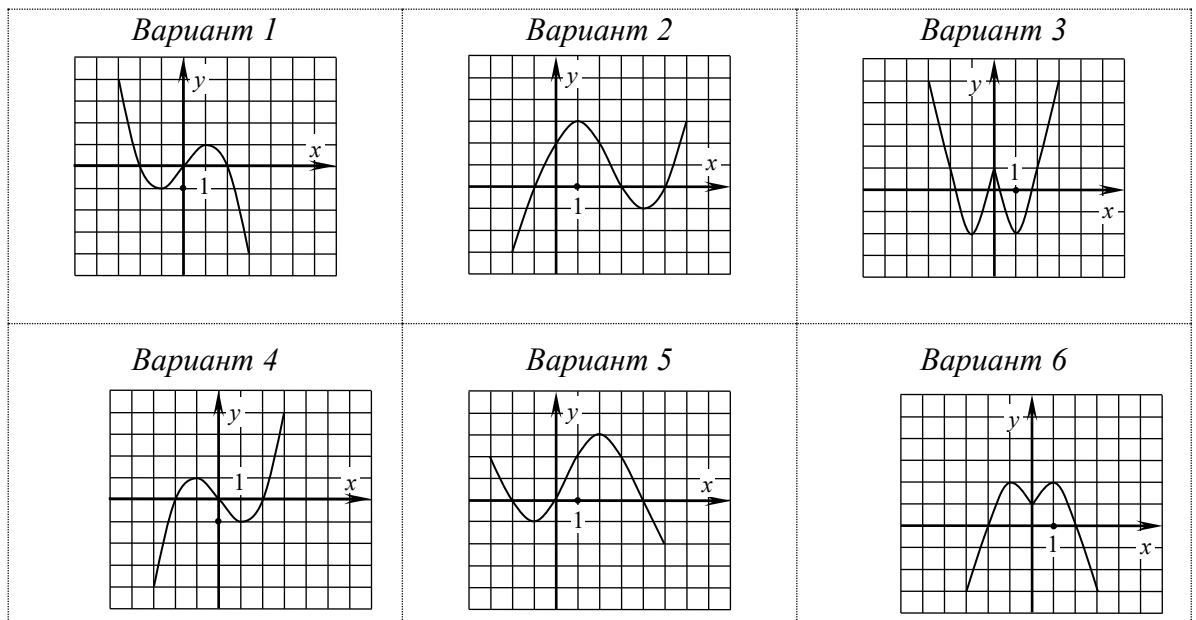 Вариант 1
y
x
1
Вариант 2
y
x
1
Вариант 3
y
1
x
Вариант 4
y
1
x
Вариант 5
y
x
1
Вариант 6
y
1
x